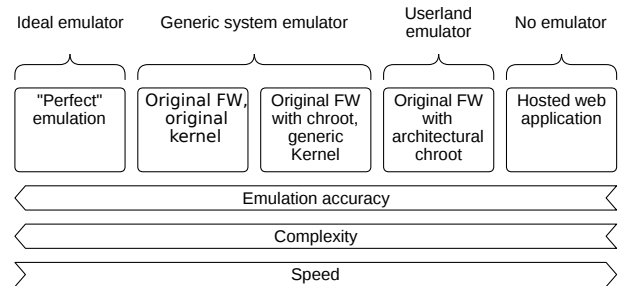 Ideal emulator
Generic system emulator
Userland
emulator
No emulator
"Perfect"
emulation
Original FW,
original
kernel
Original FW
with chroot,
generic
Kernel
Original FW
with
architectural
chroot
Hosted web
application
Emulation accuracy
Complexity
Speed